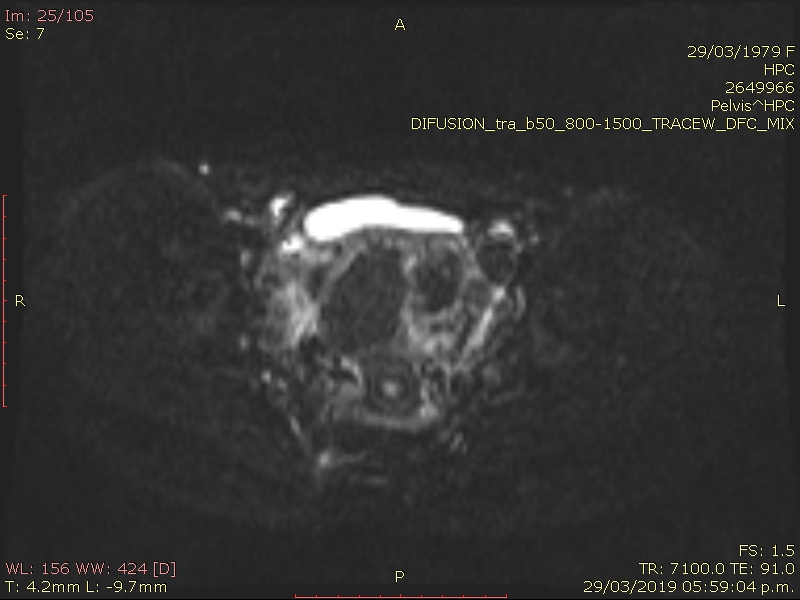 Im: 25/105
Se: 7
A
29/03/1979 F
HPC
2649966
Pelvis^HPC
DIFUSION_tra_b50_800-1500_TRACEW_DFC_MIX
R
L
WL: 156 WW: 424 [D]
T: 4.2mm L: -9.7mm
P
FS: 1.5
TR: 7100.0 TE: 91.0
29/03/2019 05:59:04 p.m.